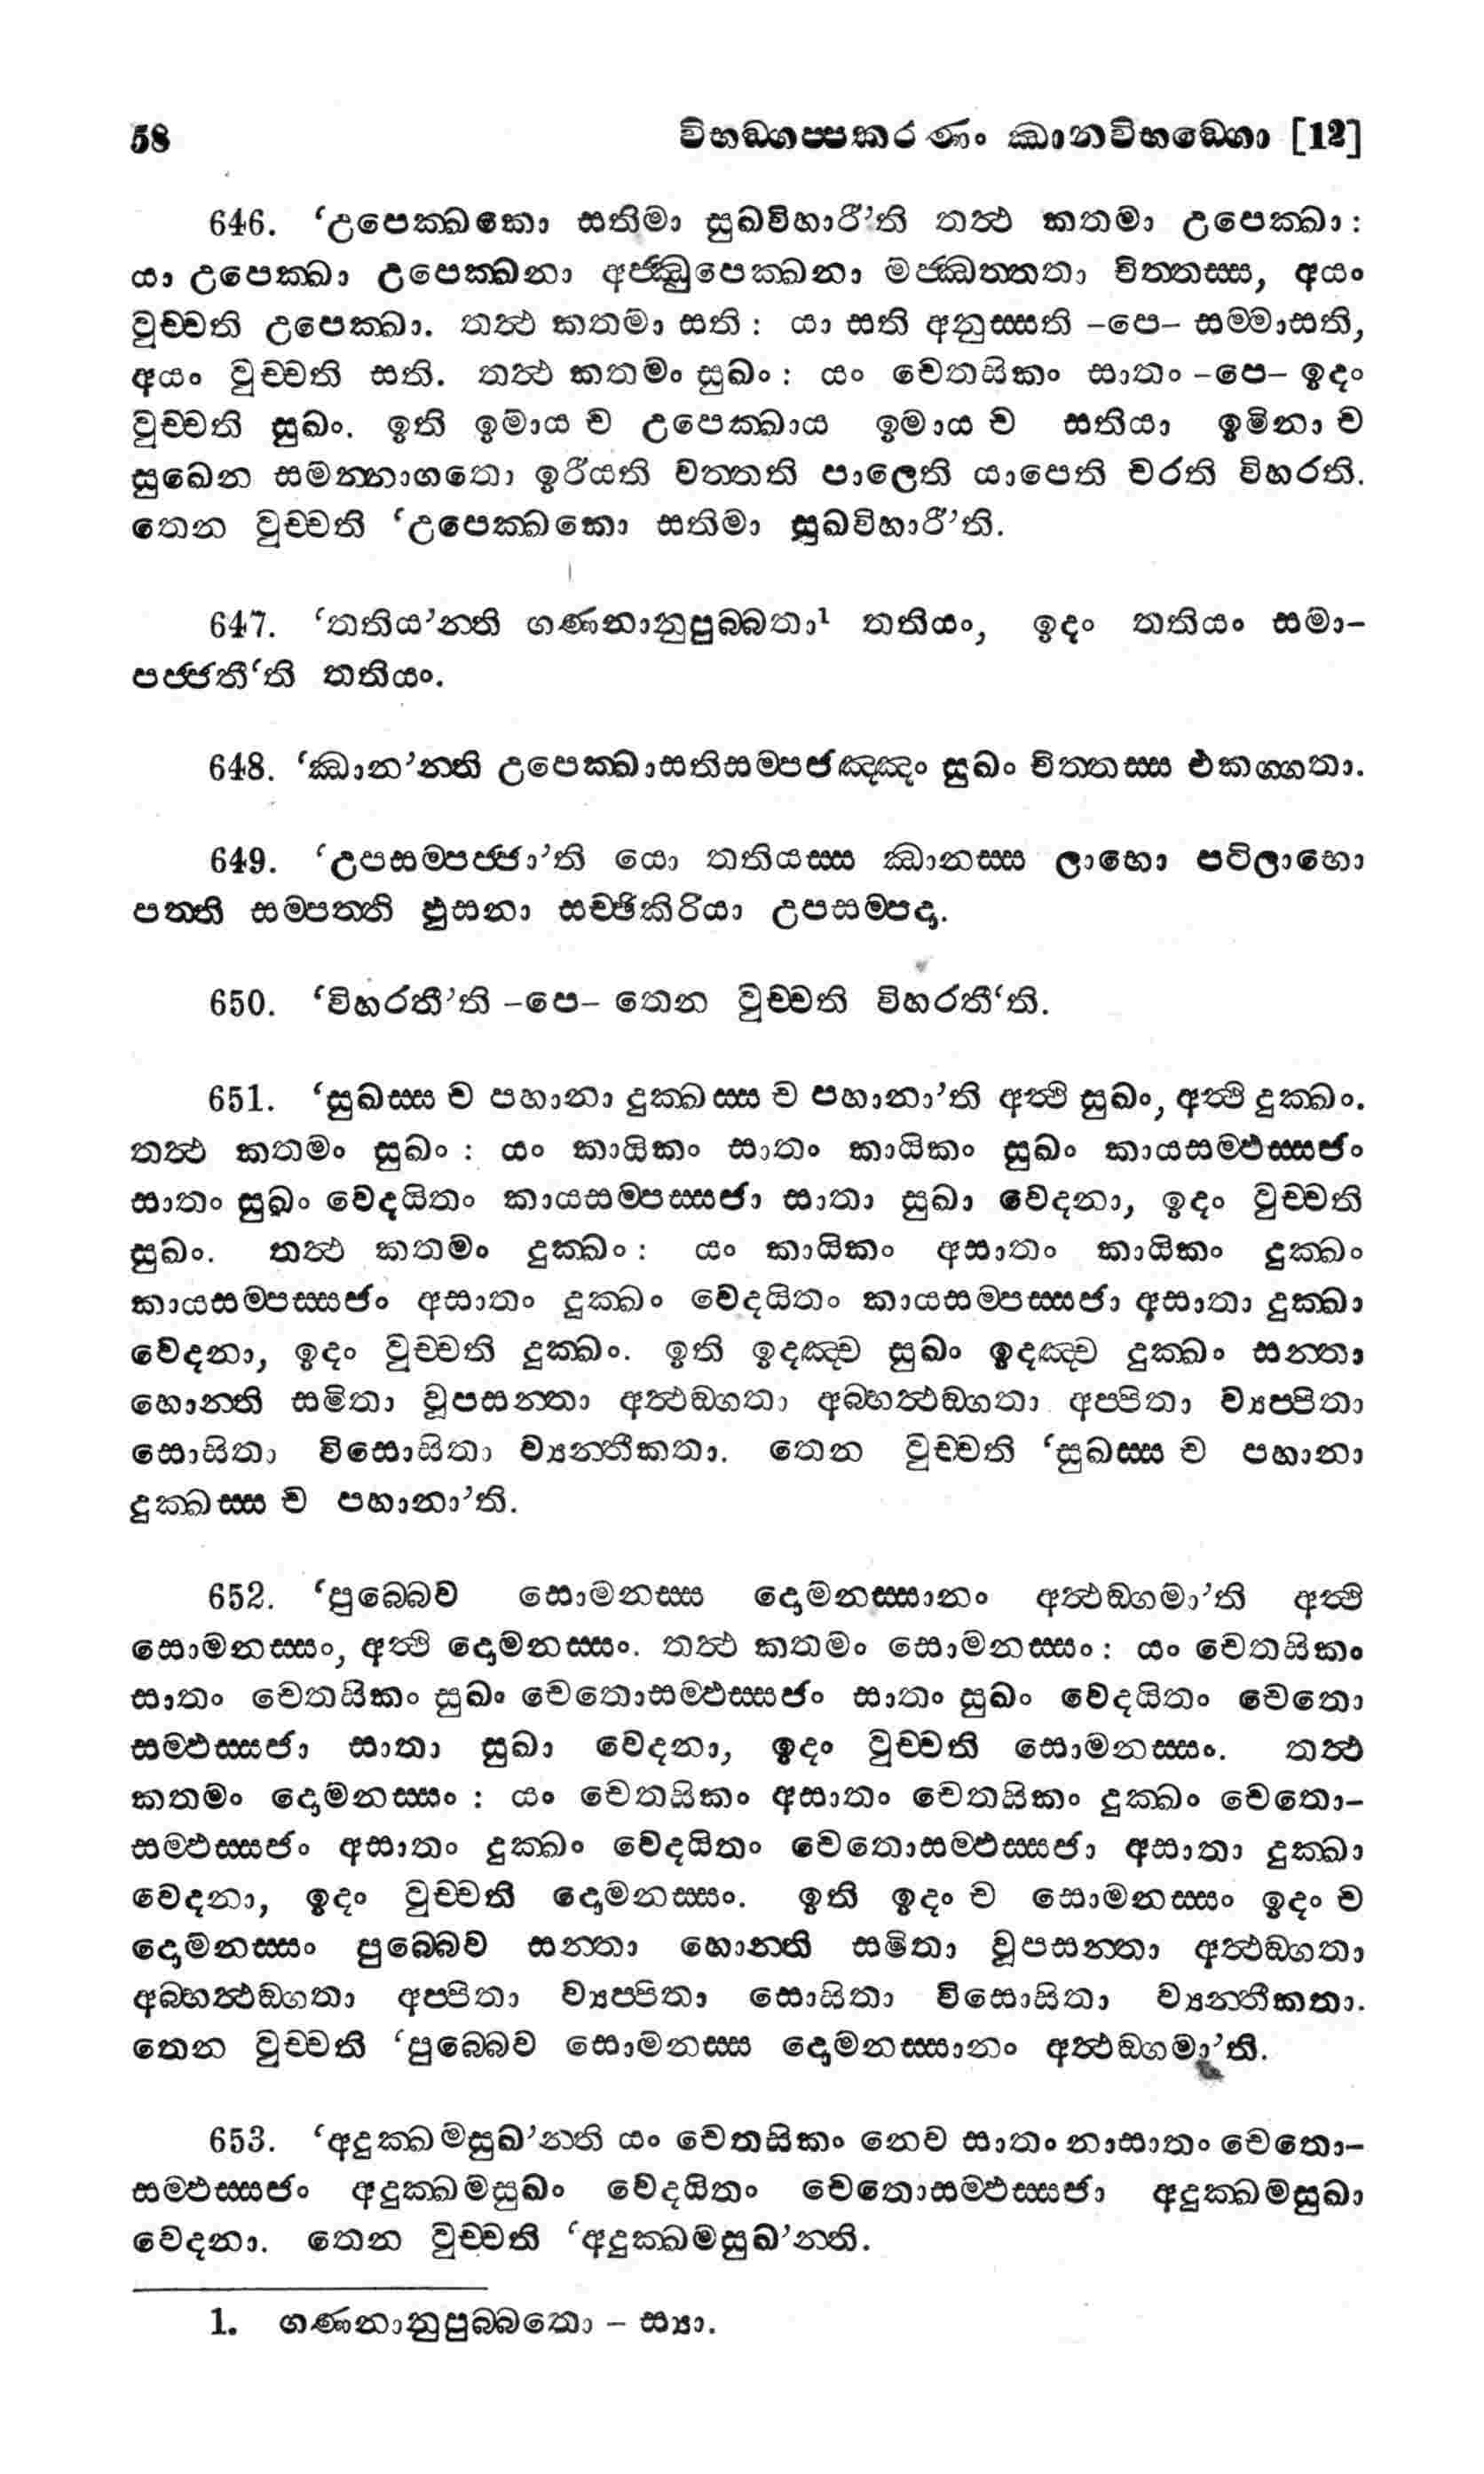 58 විභඞ්ගප්පකරණං ඣානවිභඞ්ගො [12]
646. ‘උපෙක්ඛකො සතිමා සුඛවිහාරී’ති තත්ථ කතමා උපෙක්ඛා :
යා උපෙක්ඛා උපෙක්ඛනා අජ්ඣුපෙක්ඛනා මජ්ඣත්තතා චිත්තස්ස, අයං
වුච්චති උපෙක්ඛා. තත්ථ කතමා සති : යා සති අනුස්සති –පෙ– සම්මාසති,
අයං වුච්චති සති. තත්ථ කතමං සුඛං : යං චෙතසිකං සාතං –පෙ– ඉදං
වුච්චති සුඛං. ඉති ඉමාය ච උපෙක්ඛාය ඉමාය ච සතියා ඉමිනා ච
සුඛෙන සමන්නාගතො ඉරීයති වත්තති පාලෙති යාපෙති චරති විහරති.
තෙන වුච්චති ‘උපෙක්ඛකො සතිමා සුඛවිහාරී’ති.
647. ‘තතිය’න්ති ගණනානුපුබ්බතා¹ තතියං, ඉදං තතියං සමා–
පජ්ජතී‘ති තතියං.
648. ‘ඣාන’න්ති උපෙක්ඛාසතිසම්පජඤ්ඤං සුඛං චිත්තස්ස එකග්ගතා.
649. ‘උපසම්පජ්ජා’ති යො තතියස්ස ඣානස්ස ලාභො පටිලාභො
පත්ති සම්පත්ති ඵුසනා සච්ඡිකිරියා උපසම්පදා.
650. ‘විහරතී’ති –පෙ– තෙන වුච්චති විහරතී‘ති.
651. ‘සුඛස්ස ච පහානා දුක්ඛස්ස ච පහානා’ති අත්ථි සුඛං, අත්ථි දුක්ඛං.
තත්ථ කතමං සුඛං : යං කායිකං සාතං කායිකං සුඛං කායසම්ඵස්සජං
සාතං සුඛං වෙදයිතං කායසම්පස්සජා සාතා සුඛා වෙදනා, ඉදං වුච්චති
සුඛං. තත්ථ කතමං දුක්ඛං : යං කායිකං අසාතං කායිකං දුක්ඛං
කායසම්පස්සජං අසාතං දුක්ඛං වෙදයිතං කායසම්පස්සජා අසාතා දුක්ඛා
වෙදනා, ඉදං වුච්චති දුක්ඛං. ඉති ඉදඤ්ච සුඛං ඉදඤ්ච දුක්ඛං සන්තා
හොන්ති සමිතා වූපසන්තා අත්ථඞ්ගතා අබ්භත්ථඞ්ගතා අප්පිතා ව්‍යප්පිතා
සොසිතා විසොසිතා ව්‍යන්තීකතා. තෙන වුච්චති ‘සුඛස්ස ච පහානා
දුක්ඛස්ස ච පහානා’ති.
652. ‘පුබ්බෙව සොමනස්ස දොමනස්සානං අත්ථඞ්ගමා’ති අත්ථි
සොමනස්සං, අත්ථි දොමනස්සං. තත්ථ කතමං සොමනස්සං : යං චෙතසිකං
සාතං චෙතසිකං සුඛං චෙතොසම්ඵස්සජං සාතං සුඛං වෙදයිතං චෙතො
සම්ඵස්සජා සාතා සුඛා වෙදනා, ඉදං වුච්චති සොමනස්සං. තත්ථ
කතමං දොමනස්සං : යං චෙතසිකං අසාතං චෙතසිකං දුක්ඛං චෙතො–
සම්ඵස්සජං අසාතං දුක්ඛං වෙදයිතං චෙතොසම්ඵස්සජා අසාතා දුක්ඛා
වෙදනා, ඉදං වුච්චති දොමනස්සං. ඉති ඉදං ච සොමනස්සං ඉදං ච
දොමනස්සං පුබ්බෙව සන්තා හොන්ති සමිතා වූපසන්තා අත්ථඞ්ගතා
අබ්භත්ථඞ්ගතා අප්පිතා ව්‍යප්පිතා සොසිතා විසොසිතා ව්‍යන්තීකතා.
තෙන වුච්චති ‘පුබ්බෙව සොමනස්ස දොමනස්සානං අත්ථඞ්ගමා’ති.
653. ‘අදුක්ඛමසුඛ’න්ති යං චෙතසිකං නෙව සාතං නාසාතං චෙතො–
සම්ඵස්සජං අදුක්ඛමසුඛං වෙදයිතං චෙතොසම්ඵස්සජා අදුක්ඛමසුඛා
වෙදනා. තෙන වුච්චති ‘අදුක්ඛමසුඛ’න්ති.
1. ගණනානුපුබ්බතො – ස්‍යා.